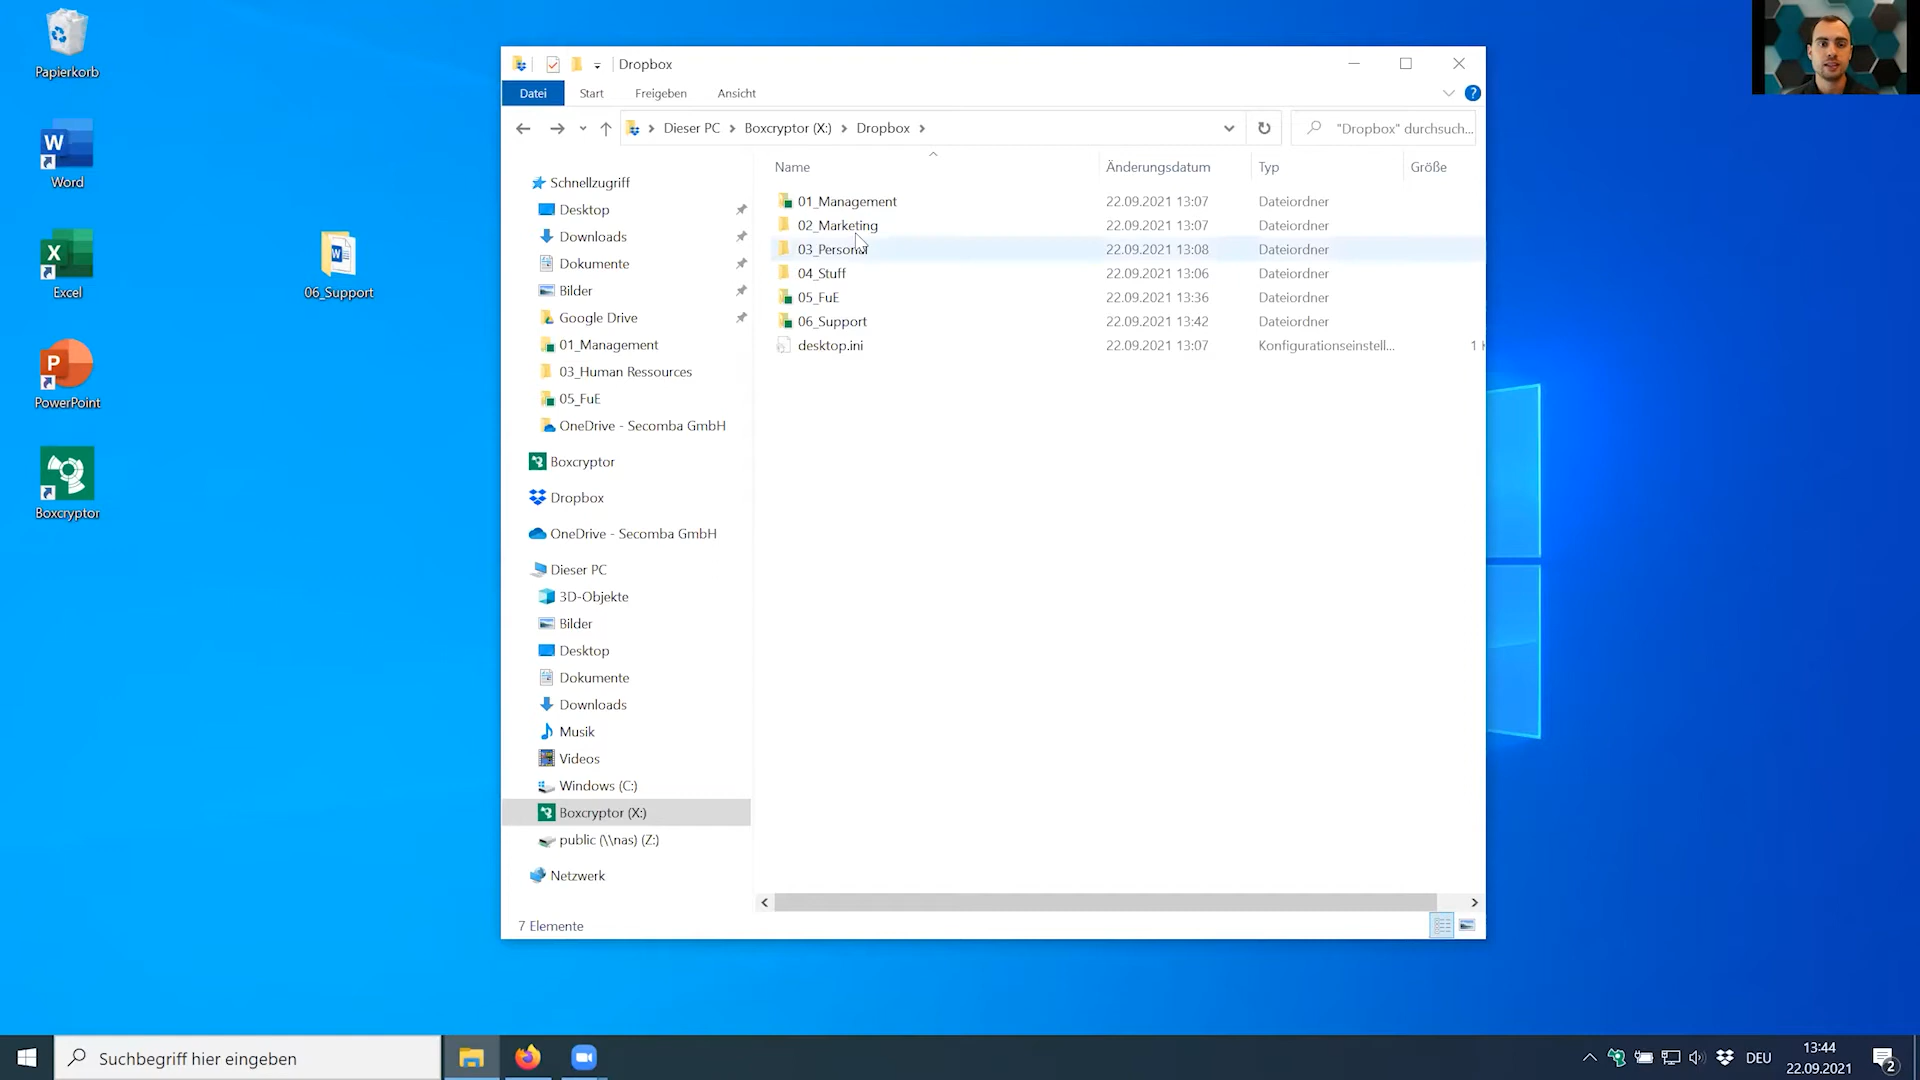 Papierkorb
Word
Excel
06_Support
PowerPoint
Boxcryptor
Dropbox
Datei Start Freigeben Ansicht
Dieser PC Boxcryptor (X:) Dropbox
"Dropbox" durchsuch...
Name Änderungsdatum Typ Größe
01_Management 22.09.2021 13:07 Dateiordner
02_Marketing 22.09.2021 13:07 Dateiordner
03_Personal 22.09.2021 13:08 Dateiordner
04_Stuff 22.09.2021 13:06 Dateiordner
05_FuE 22.09.2021 13:36 Dateiordner
06_Support 22.09.2021 13:42 Dateiordner
desktop.ini 22.09.2021 13:07 Konfigurationseinstell... 1
Schnellzugriff
Desktop
Downloads
Dokumente
Bilder
Google Drive
01_Management
03_Human Ressources
05_FuE
OneDrive - Secomba GmbH
Boxcryptor
Dropbox
OneDrive - Secomba GmbH
Dieser PC
3D-Objekte
Bilder
Desktop
Dokumente
Downloads
Musik
Videos
Windows (C:)
Boxcryptor (X:)
public (\\nas) (Z:)
Netzwerk
7 Elemente
Suchbegriff hier eingeben
DEU
13:44
22.09.2021
2